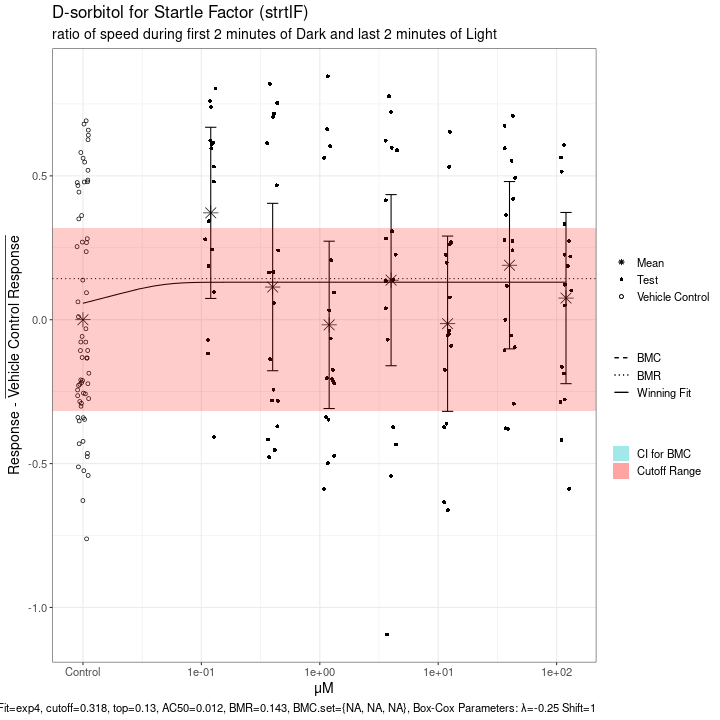 D-sorbitol for Startle Factor (strtlF)
ratio of speed during first 2 minutes of Dark and last 2 minutes of Light
Response - Vehicle Control Response
0.5
0.0
-0.5
-1.0
Control
1e-01
1e+00
1e+01
1e+02
μM
Mean
Test
Vehicle Control
BMC
BMR
Winning Fit
CI for BMC
Cutoff Range
Fit=exp4, cutoff=0.318, top=0.13, AC50=0.012, BMR=0.143, BMC.set={NA, NA, NA}, Box-Cox Parameters: λ=-0.25 Shift=1